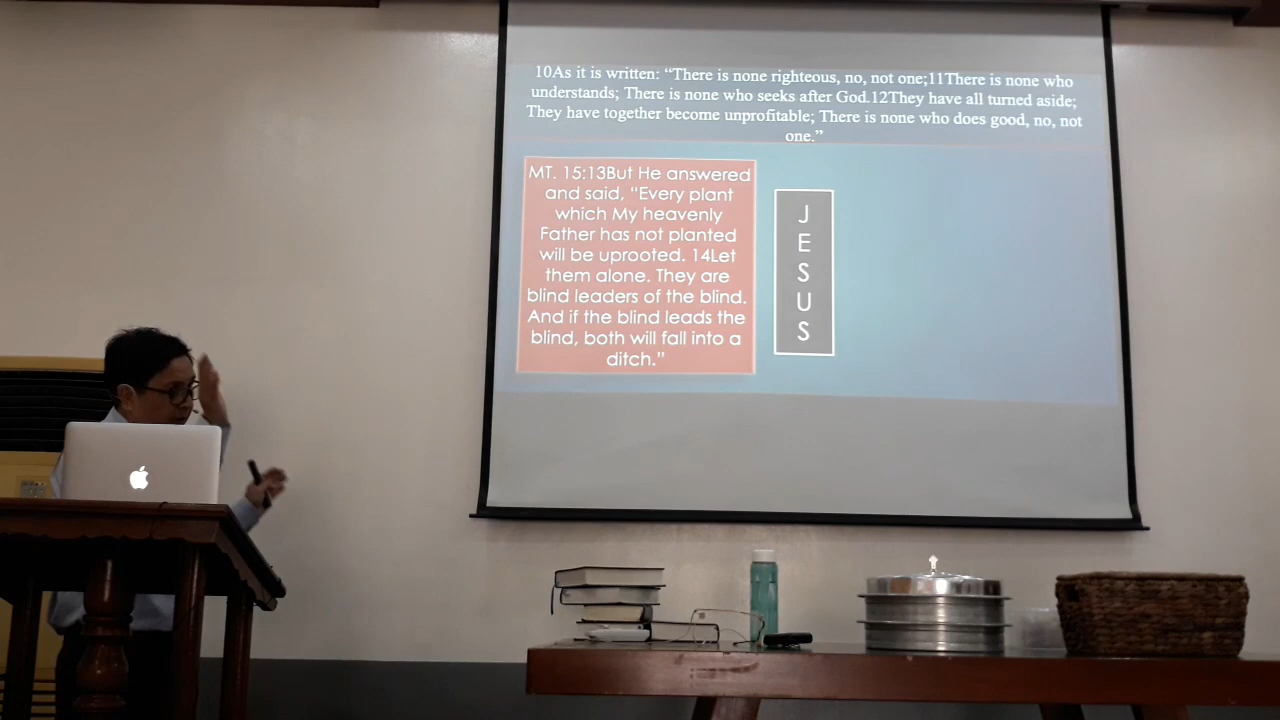 10As it is written: “There is none righteous, no, not one;11There is none who
understands; There is none who seeks after God.12They have all turned aside;
They have together become unprofitable; There is none who does good, no, not
one.”
MT. 15:13But He answered
and said, “Every plant
which My heavenly
Father has not planted
will be uprooted. 14Let
them alone. They are
blind leaders of the blind.
And if the blind leads the
blind, both will fall into a
ditch.”
J
E
S
U
S